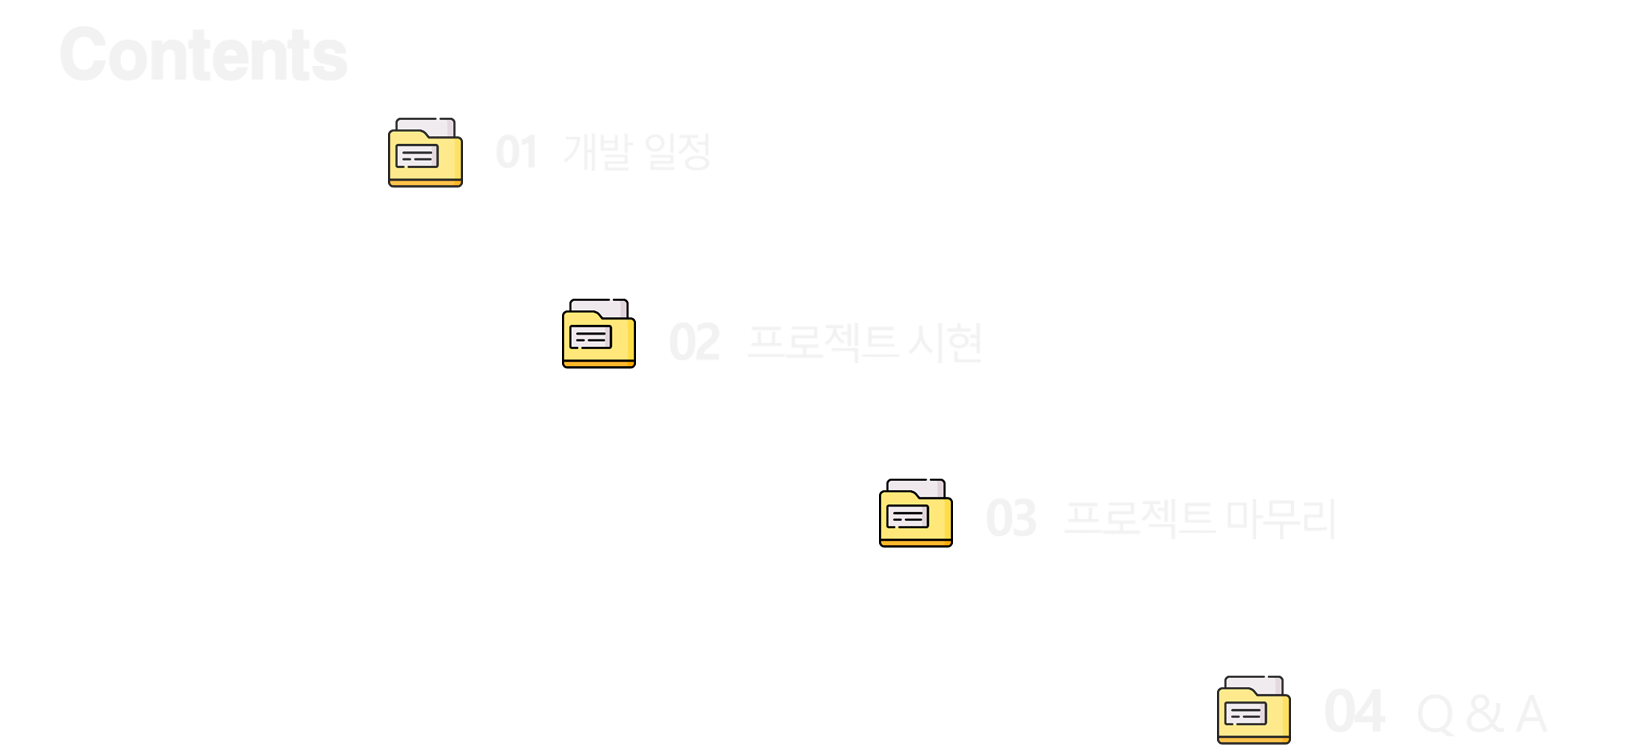 Contents
01 개발 일정
02 프로젝트 시현
03 프로젝트 마무리
04 Q & A